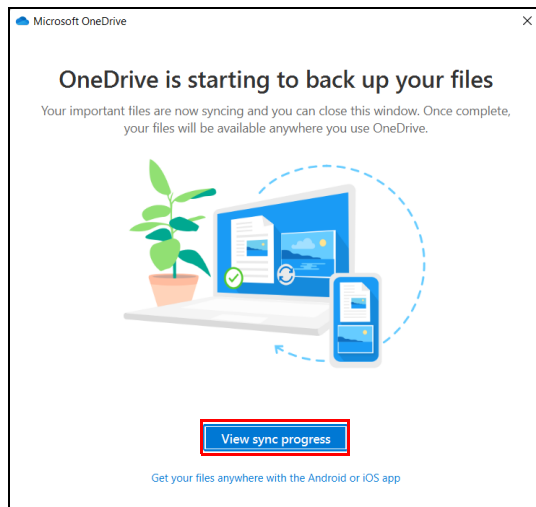 Microsoft OneDrive
OneDrive is starting to back up your files
Your important files are now syncing and you can close this window. Once complete,
your files will be available anywhere you use OneDrive.
View sync progress
Get your files anywhere with the Android or iOS app